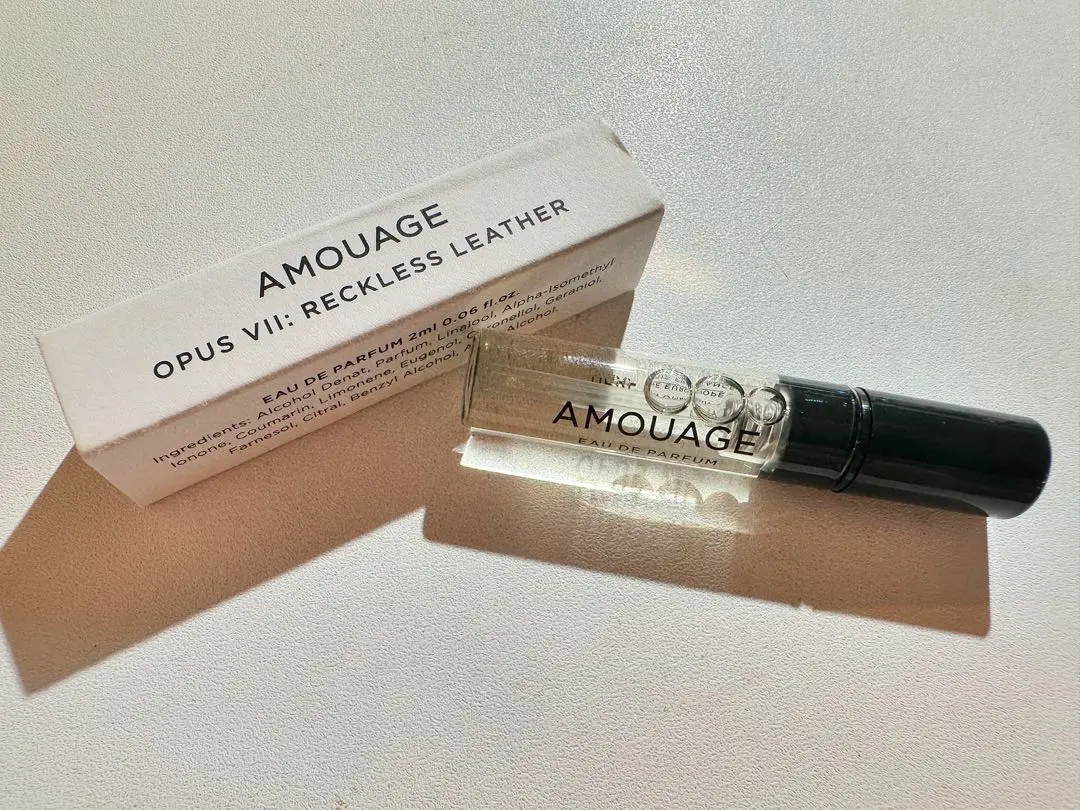 AMOUAGE
OPUS VII: RECKLESS LEATHER
EAU DE PARFUM 2ml 0.06 fl.oz.
Ingredients: Alcohol Denat, Parfum, Linalool, Alpha-Isomethyl
Ionone, Coumarin, Limonene, Eugenol, Geraniol.
Farnesol, Citral, Benzyl Alcohol, Alcohol.
AMOUAGE
EAU DE PARFUM